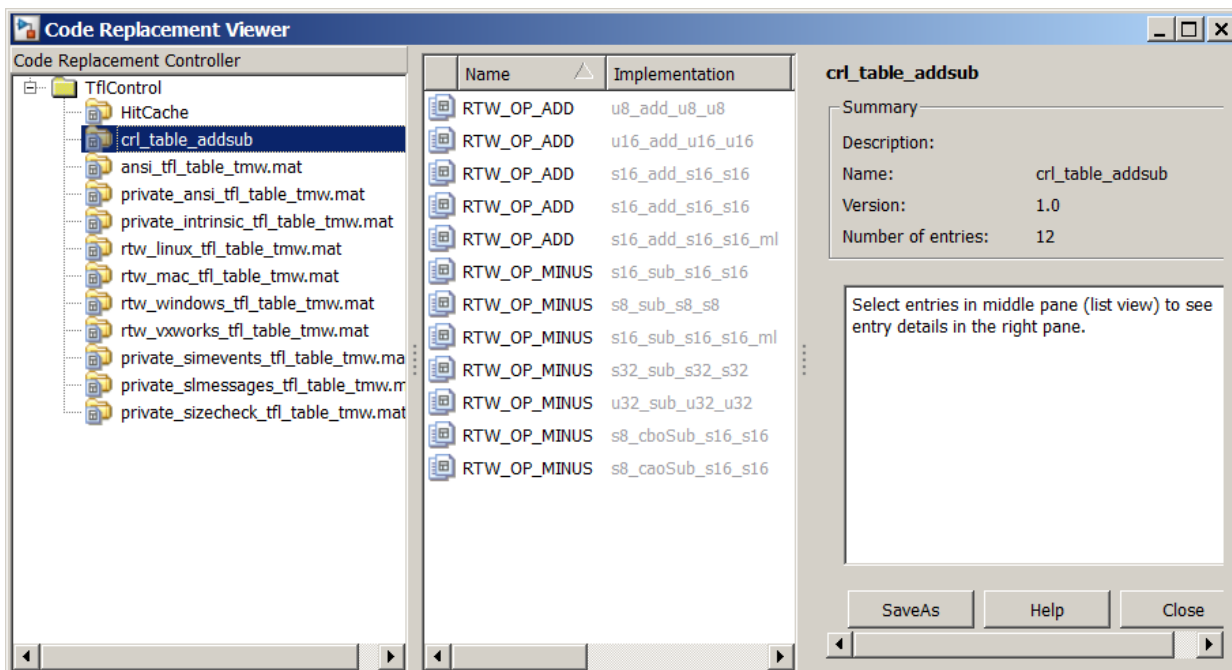 Code Replacement Viewer
Code Replacement Controller
TflControl
HitCache
crl_table_addsub
ansi_tfl_table_tmw.mat
private_ansi_tfl_table_tmw.mat
private_intrinsic_tfl_table_tmw.mat
rtw_linux_tfl_table_tmw.mat
rtw_mac_tfl_table_tmw.mat
rtw_windows_tfl_table_tmw.mat
rtw_vxworks_tfl_table_tmw.mat
private_simevents_tfl_table_tmw.ma
private_slmessages_tfl_table_tmw.m
private_sizecheck_tfl_table_tmw.mat
Name Implementation
RTW_OP_ADD u8_add_u8_u8
RTW_OP_ADD u16_add_u16_u16
RTW_OP_ADD s16_add_s16_s16
RTW_OP_ADD s16_add_s16_s16
RTW_OP_ADD s16_add_s16_s16_ml
RTW_OP_MINUS s16_sub_s16_s16
RTW_OP_MINUS s8_sub_s8_s8
RTW_OP_MINUS s16_sub_s16_s16_ml
RTW_OP_MINUS s32_sub_s32_s32
RTW_OP_MINUS u32_sub_u32_u32
RTW_OP_MINUS s8_cboSub_s16_s16
RTW_OP_MINUS s8_caoSub_s16_s16
crl_table_addsub
Summary
Description:
Name: crl_table_addsub
Version: 1.0
Number of entries: 12
Select entries in middle pane (list view) to see
entry details in the right pane.
SaveAs Help Close